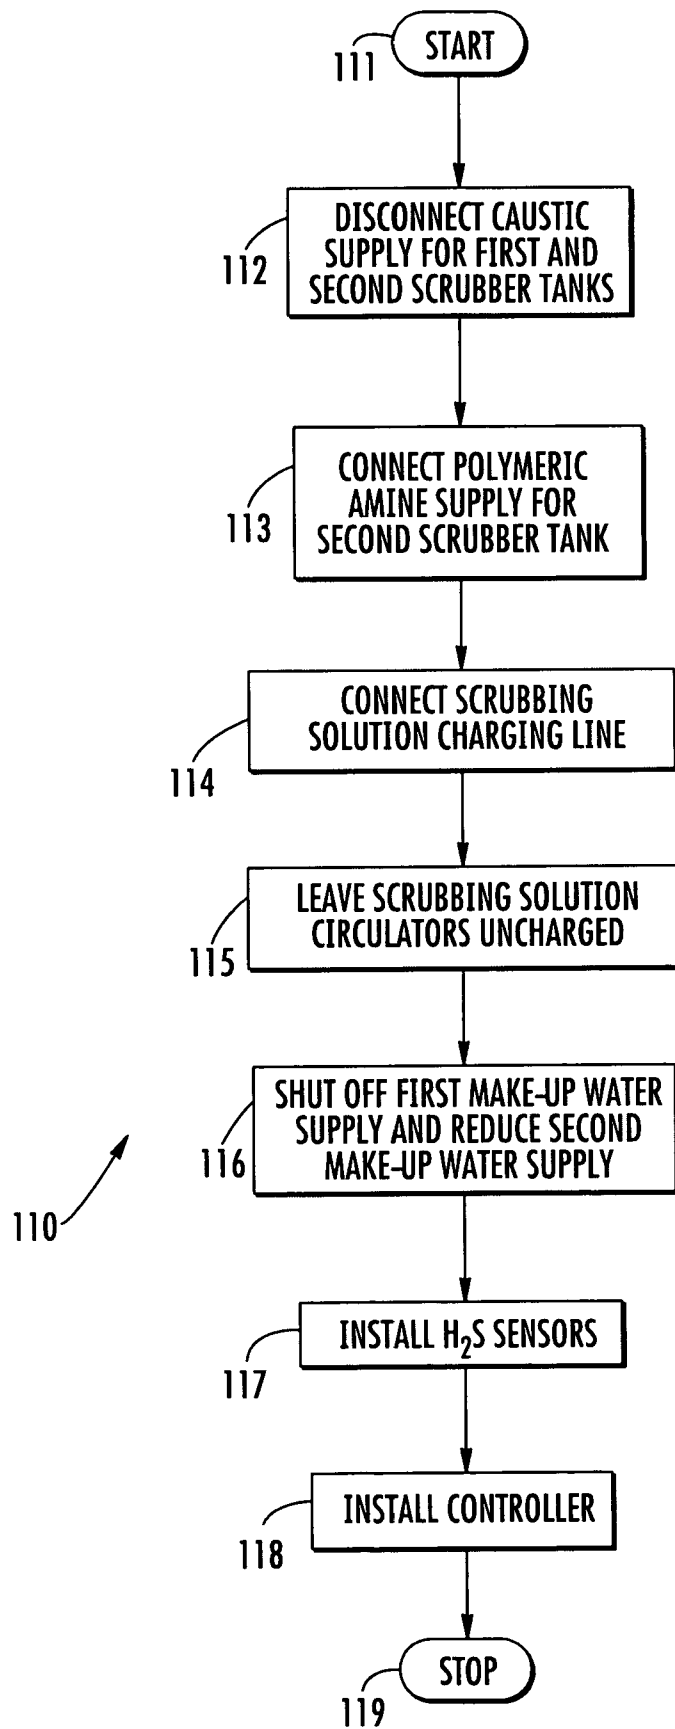 START
111
DISCONNECT CAUSTIC
SUPPLY FOR FIRST AND
SECOND SCRUBBER TANKS
112
CONNECT POLYMERIC
AMINE SUPPLY FOR
SECOND SCRUBBER TANK
113
CONNECT SCRUBBING
SOLUTION CHARGING LINE
114
LEAVE SCRUBBING SOLUTION
CIRCULATORS UNCHARGED
115
SHUT OFF FIRST MAKE-UP WATER
SUPPLY AND REDUCE SECOND
MAKE-UP WATER SUPPLY
116
110
INSTALL H₂S SENSORS
117
INSTALL CONTROLLER
118
STOP
119